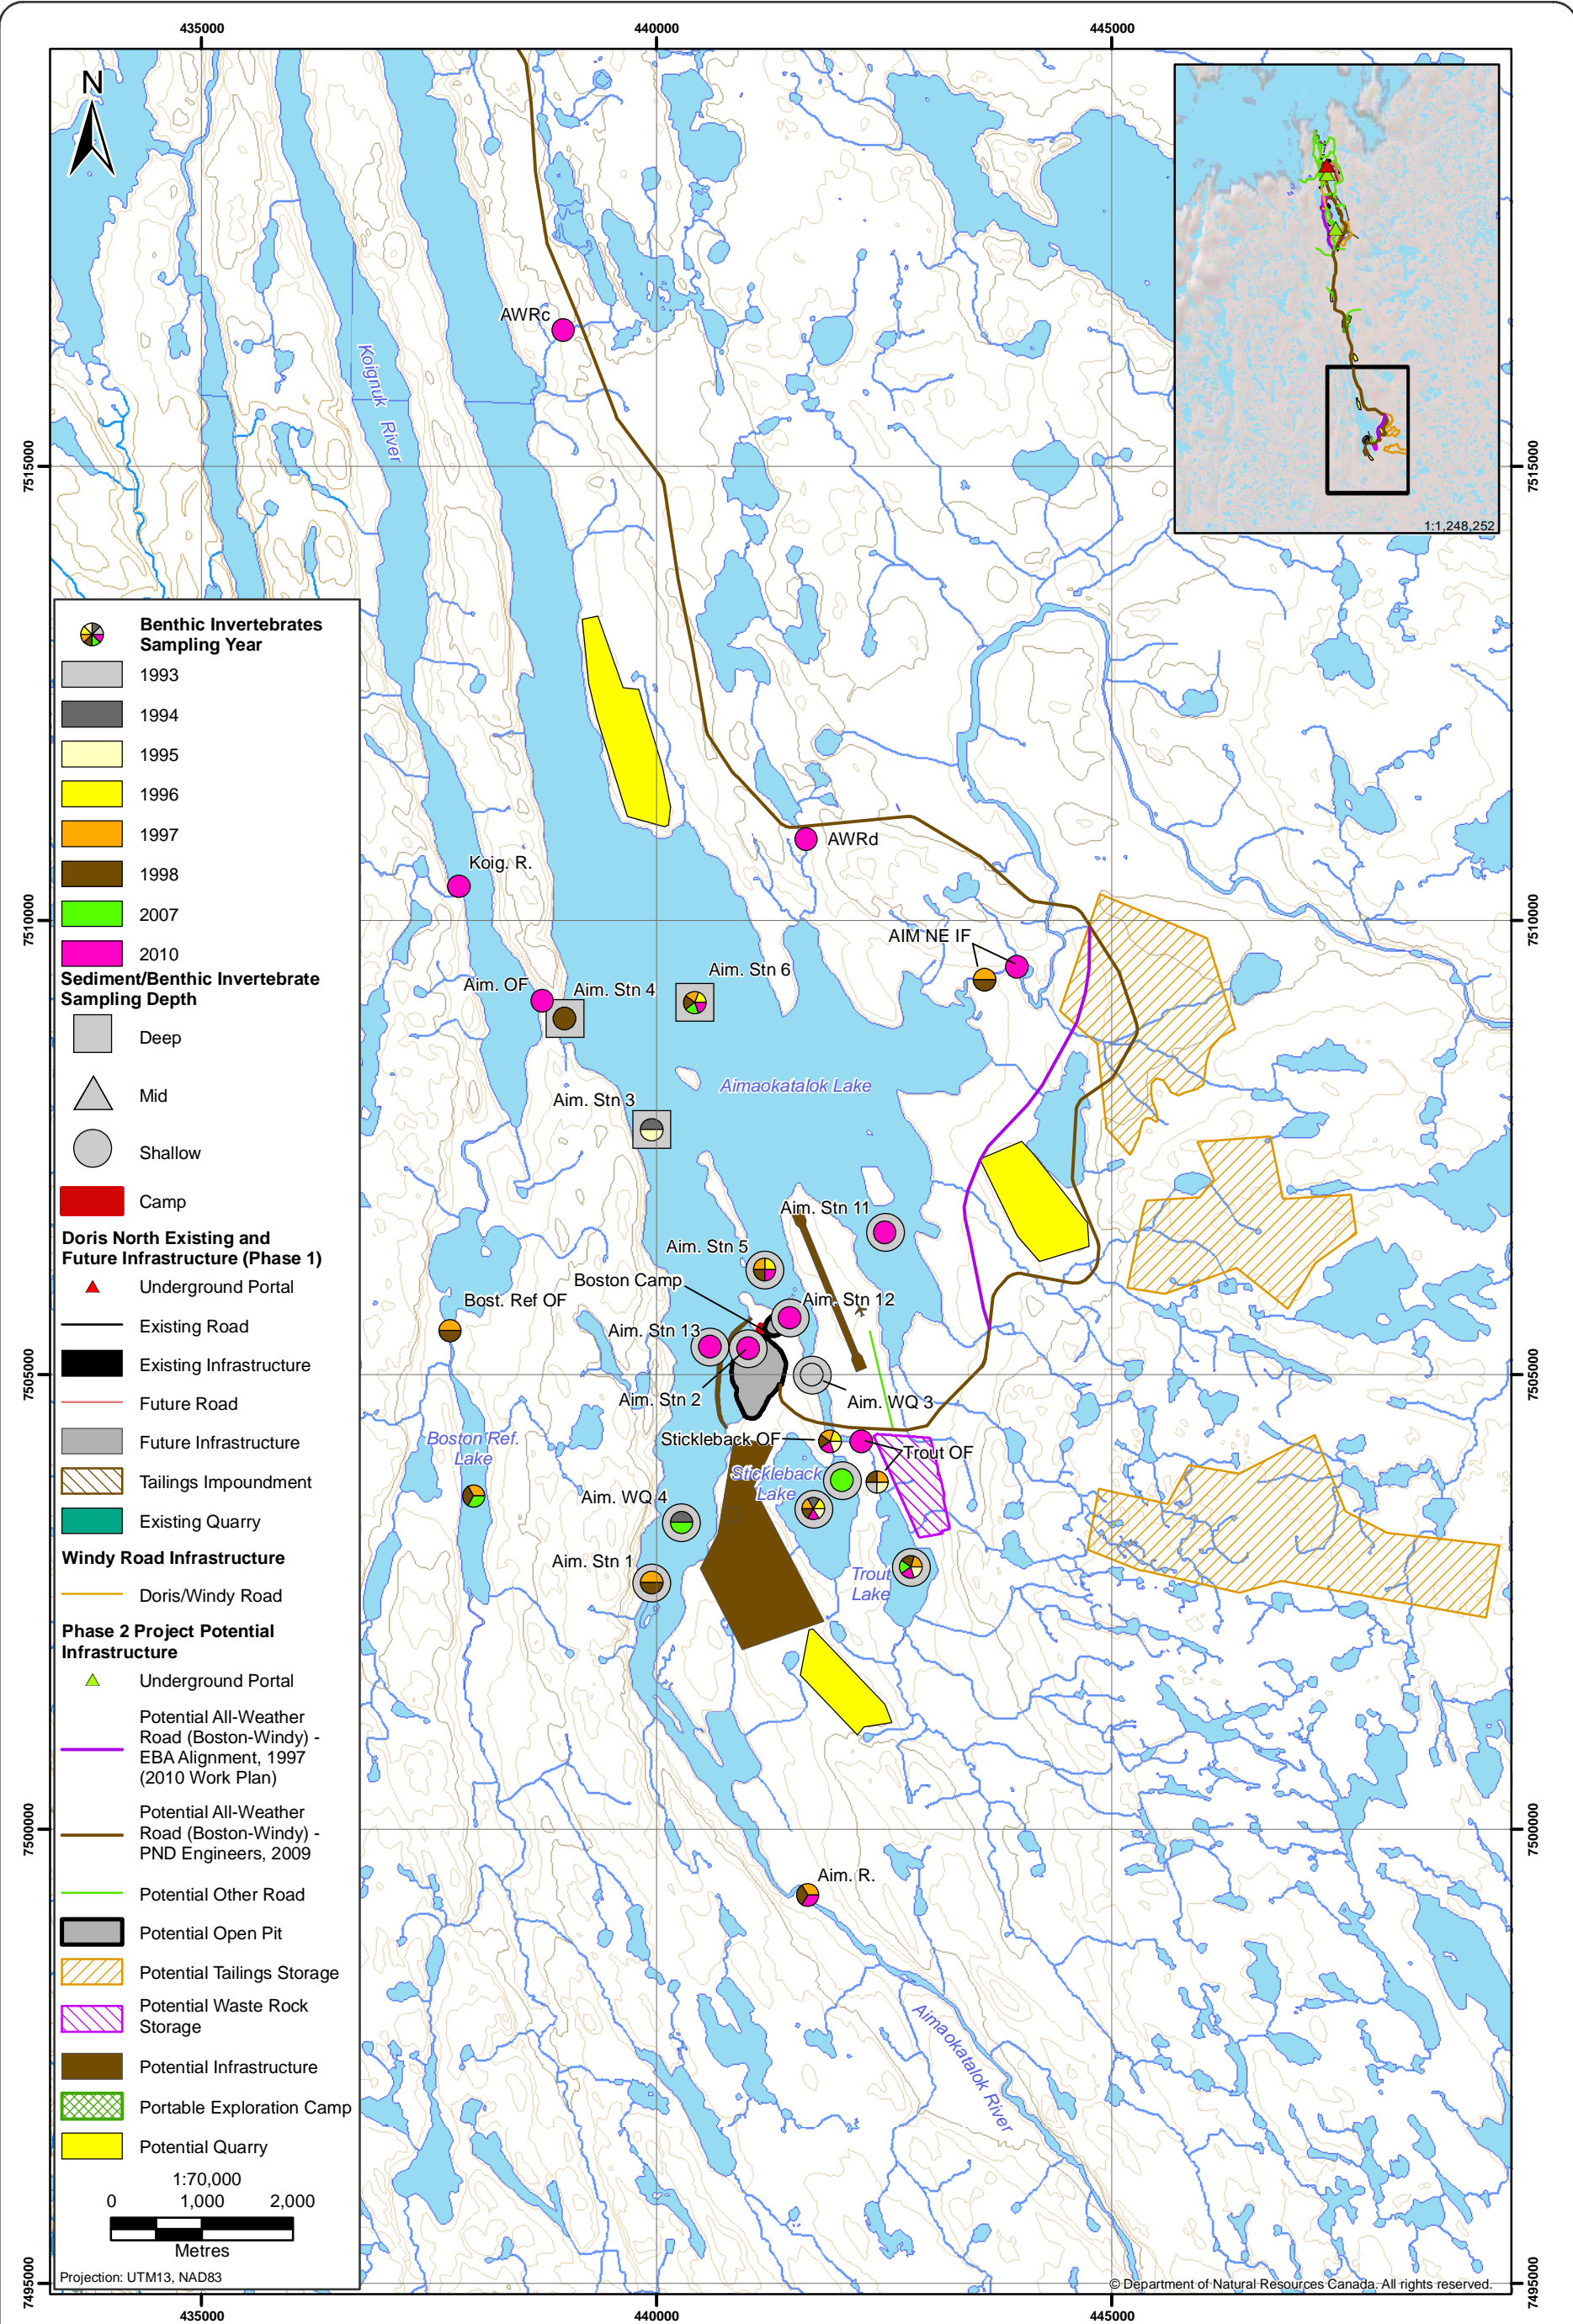 435000
440000
445000
N
1:1,248,252
AWRc
Koignuk River
7515000
7515000
Benthic Invertebrates
Sampling Year
1993
1994
1995
1996
1997
1998
2007
2010
Sediment/Benthic Invertebrate
Sampling Depth
Deep
Mid
Shallow
Camp
Doris North Existing and
Future Infrastructure (Phase 1)
Underground Portal
Existing Road
Existing Infrastructure
Future Road
Future Infrastructure
Tailings Impoundment
Existing Quarry
Windy Road Infrastructure
Doris/Windy Road
Phase 2 Project Potential
Infrastructure
Underground Portal
Potential All-Weather
Road (Boston-Windy) -
EBA Alignment, 1997
(2010 Work Plan)
Potential All-Weather
Road (Boston-Windy) -
PND Engineers, 2009
Potential Other Road
Potential Open Pit
Potential Tailings Storage
Potential Waste Rock
Storage
Potential Infrastructure
Portable Exploration Camp
Potential Quarry
1:70,000
0 1,000 2,000
Metres
Projection: UTM13, NAD83
AWRd
Koig. R.
7510000
7510000
AIM NE IF
Aim. Stn 6
Aim. OF
Aim. Stn 4
Aimaokatalok Lake
Aim. Stn 3
Aim. Stn 11
Aim. Stn 5
Boston Camp
Bost. Ref OF
Aim. Stn 12
Aim. Stn 13
7505000
7505000
Aim. Stn 2
Aim. WQ 3
Boston Ref.
Lake
Stickleback OF
Trout OF
Stickleback
Lake
Aim. WQ 4
Aim. Stn 1
Trout
Lake
7500000
7500000
Aim. R.
Aimaokatalok River
7495000
7495000
© Department of Natural Resources Canada. All rights reserved.
435000
440000
445000